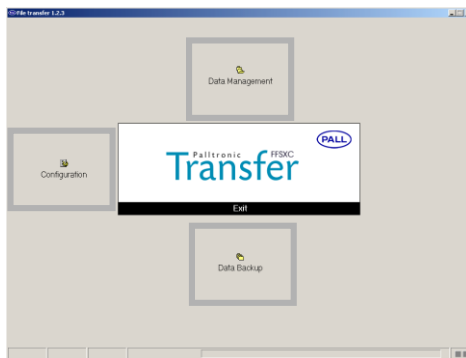 File transfer 1.2.3
Data Management
Configuration
PALL
Palltronic FFSXC
Transfer
Exit
Data Backup